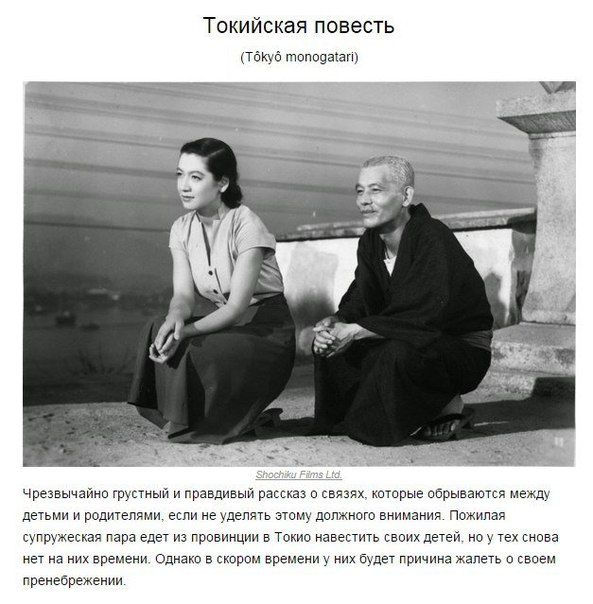 Токийская повесть
(Tôkyô monogatari)
Shochiku Films Ltd.
Чрезвычайно грустный и правдивый рассказ о связях, которые обрываются между
детьми и родителями, если не уделять этому должного внимания. Пожилая
супружеская пара едет из провинции в Токио навестить своих детей, но у тех снова
нет на них времени. Однако в скором времени у них будет причина жалеть о своем
пренебрежении.